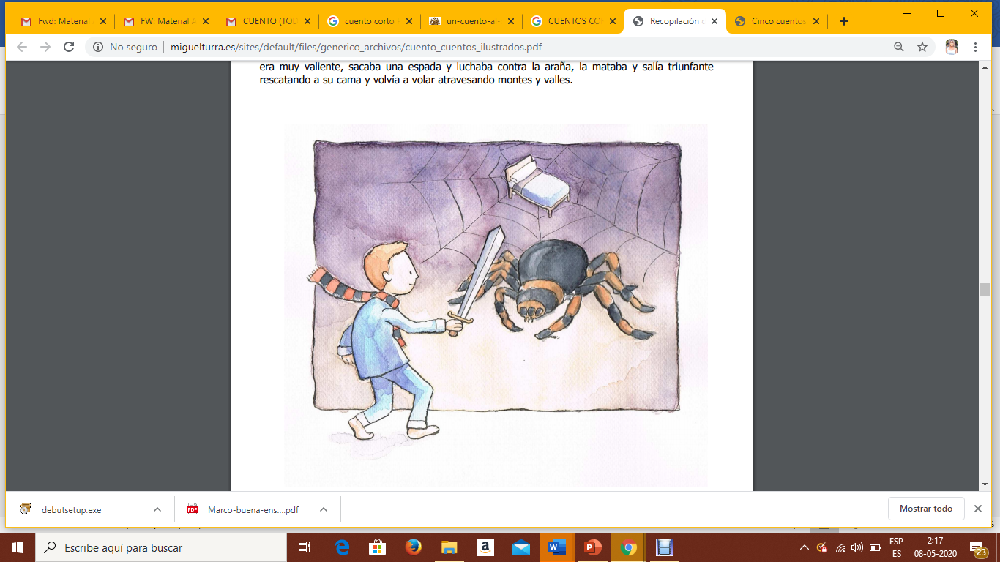 Fwd: Material
FW: Material A
CUENTO (TOD
cuento corto
un-cuento-al-
CUENTOS CO
Recopilación
Cinco cuentos
No seguro
miguelturra.es/sites/default/files/generico_archivos/cuento_cuentos_ilustrados.pdf
era muy valiente, sacaba una espada y luchaba contra la araña, la mataba y salía triunfante
rescatando a su cama y volvía a volar atravesando montes y valles.
debutsetup.exe
PDF
Marco-buena-ens....pdf
Mostrar todo
Escribe aquí para buscar
ESP
ES
2:17
08-05-2020
23